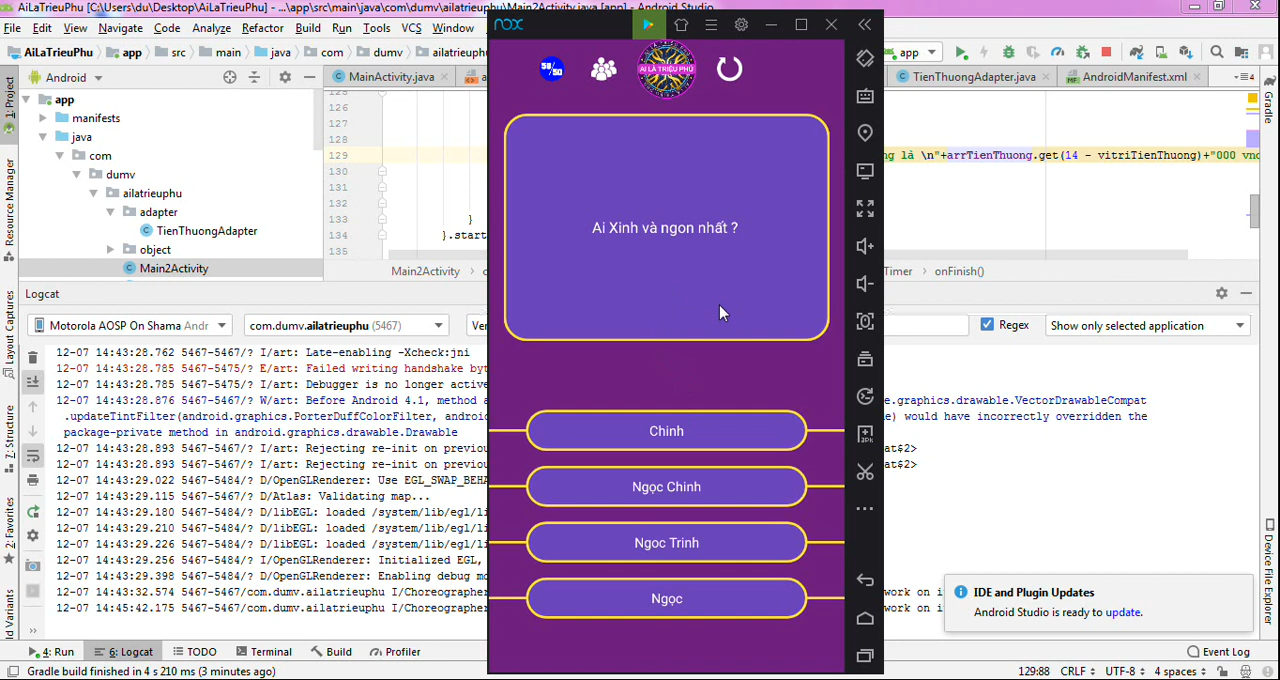 AiLaTrieuPhu [C:\Users\du\Desktop\AiLaTrieuPhu] - ...\app\src\main\java\com\dumv\ailatrieuphu\Main2Activity.java [app] - Android Studio
File Edit View Navigate Code Analyze Refactor Build Run Tools VCS Window
AiLaTrieuPhu app src main java com dumv ailatrieuphu
app
Android
MainActivity.java
TienThuongAdapter.java
AndroidManifest.xml
4
1: Project
Resource Manager
Layout Captures
Z: Structure
2: Favorites
Gradle
Device File Explorer
app
manifests
java
com
dumv
ailatrieuphu
adapter
TienThuongAdapter
object
Main2Activity
125
126
127
128
129
130
131
132
133 }
134 }.start
135
ng là \n"+arrTienThuong.get(14 - vitriTienThuong)+"000 vnd
Main2Activity
Timer onFinish()
nox
50/50
AI LÀ TRIỆU PHÚ
Ai Xinh và ngon nhất ?
Chinh
Ngọc Chinh
Ngoc Trinh
Ngọc
Logcat
Motorola AOSP On Shama Andr
com.dumv.ailatrieuphu (5467)
Ver
Regex
Show only selected application
12-07 14:43:28.762 5467-5467/? I/art: Late-enabling -Xcheck:jni
12-07 14:43:28.785 5467-5475/? E/art: Failed writing handshake byt
12-07 14:43:28.785 5467-5475/? I/art: Debugger is no longer active
12-07 14:43:28.876 5467-5467/? W/art: Before Android 4.1, method a
e.graphics.drawable.VectorDrawableCompat
.updateTintFilter(android.graphics.PorterDuffColorFilter, android
le) would have incorrectly overridden the
package-private method in android.graphics.drawable.Drawable
12-07 14:43:28.893 5467-5467/? I/art: Rejecting re-init on previou
at$2>
12-07 14:43:28.893 5467-5467/? I/art: Rejecting re-init on previou
at$2>
12-07 14:43:29.022 5467-5484/? D/OpenGLRenderer: Use EGL_SWAP_BEHA
12-07 14:43:29.115 5467-5467/? D/Atlas: Validating map...
12-07 14:43:29.180 5467-5484/? D/libEGL: loaded /system/lib/egl/li
12-07 14:43:29.210 5467-5484/? D/libEGL: loaded /system/lib/egl/li
12-07 14:43:29.226 5467-5484/? D/libEGL: loaded /system/lib/egl/li
12-07 14:43:29.256 5467-5484/? I/OpenGLRenderer: Initialized EGL,
12-07 14:43:29.398 5467-5484/? D/OpenGLRenderer: Enabling debug mo
12-07 14:43:32.574 5467-5467/com.dumv.ailatrieuphu I/Choreographer
work on i
12-07 14:45:42.175 5467-5467/com.dumv.ailatrieuphu I/Choreographer
work on i
IDE and Plugin Updates
Android Studio is ready to update.
4: Run 6: Logcat TODO Terminal Build Profiler
Event Log
Gradle build finished in 4 s 210 ms (3 minutes ago)
129:88 CRLF UTF-8 4 spaces